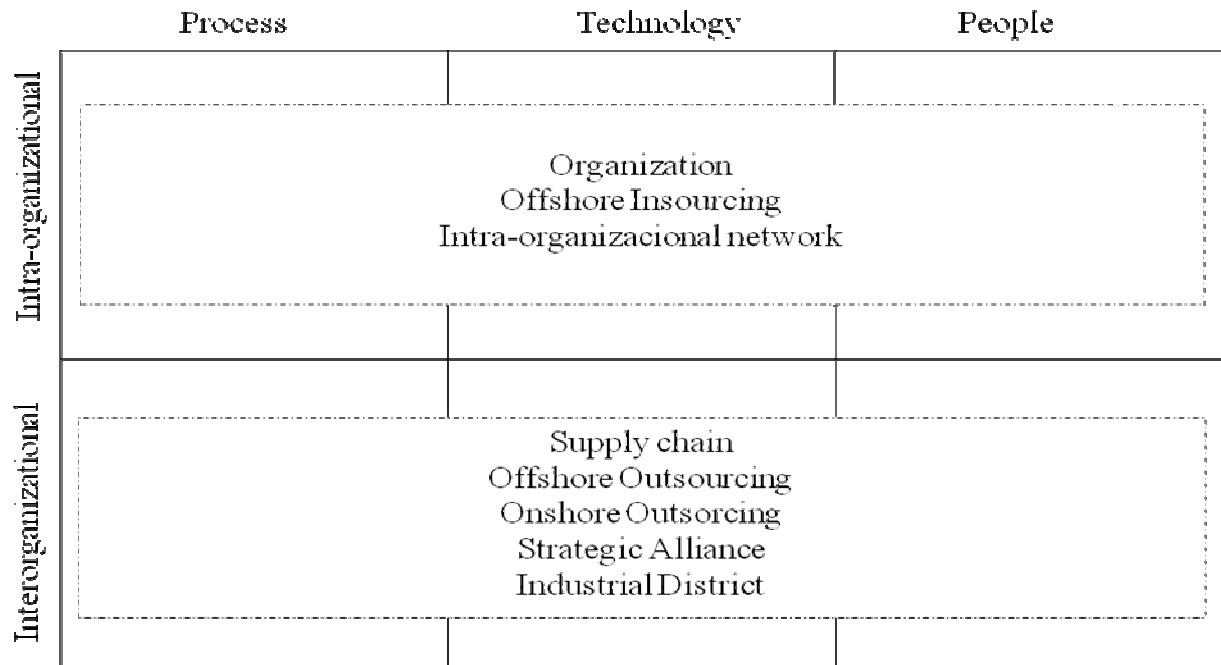 Process Technology People
Intra-organizational
Organization
Offshore Insourcing
Intra-organizacional network
Interorganizational
Supply chain
Offshore Outsourcing
Onshore Outsorcing
Strategic Alliance
Industrial District